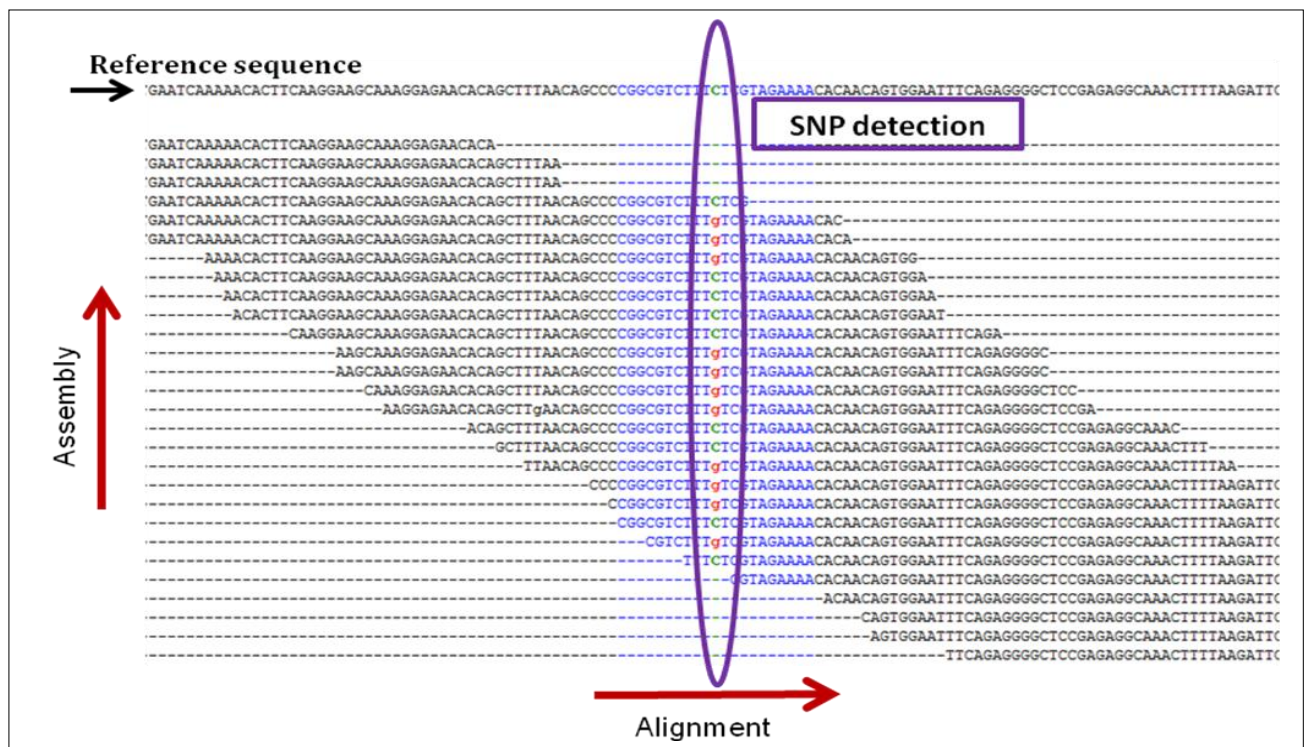 Reference sequence
GAATCAAAAACACTTCAAGGAAGCAAAGGAGAACACAGCTTTAACAGCCCCGGCGTCTTTCTCGTAGAAAACACAACAGTGGAATTTCAGAGGGGCTCCGAGAGGCAAACTTTTAAGATTC
SNP detection
GAATCAAAAACACTTCAAGGAAGCAAAGGAGAACACA
GAATCAAAAACACTTCAAGGAAGCAAAGGAGAACACAGCTTTAA
GAATCAAAAACACTTCAAGGAAGCAAAGGAGAACACAGCTTTAA
GAATCAAAAACACTTCAAGGAAGCAAAGGAGAACACAGCTTTAACAGCCCCGGCGTCTTTCTCG
GAATCAAAAACACTTCAAGGAAGCAAAGGAGAACACAGCTTTAACAGCCCCGGCGTCTTTgTCGTAGAAAACAC
GAATCAAAAACACTTCAAGGAAGCAAAGGAGAACACAGCTTTAACAGCCCCGGCGTCTTTgTCGTAGAAAACACA
AAAACACTTCAAGGAAGCAAAGGAGAACACAGCTTTAACAGCCCCGGCGTCTTTgTCGTAGAAAACACAACAGTGG
AAACACTTCAAGGAAGCAAAGGAGAACACAGCTTTAACAGCCCCGGCGTCTTTCTCGTAGAAAACACAACAGTGGA
AACACTTCAAGGAAGCAAAGGAGAACACAGCTTTAACAGCCCCGGCGTCTTTCTCGTAGAAAACACAACAGTGGAA
ACACTTCAAGGAAGCAAAGGAGAACACAGCTTTAACAGCCCCGGCGTCTTTCTCGTAGAAAACACAACAGTGGAAT
CAAGGAAGCAAAGGAGAACACAGCTTTAACAGCCCCGGCGTCTTTCTCGTAGAAAACACAACAGTGGAATTTCAGA
AAGCAAAGGAGAACACAGCTTTAACAGCCCCGGCGTCTTTgTCGTAGAAAACACAACAGTGGAATTTCAGAGGGGC
AAGCAAAGGAGAACACAGCTTTAACAGCCCCGGCGTCTTTgTCGTAGAAAACACAACAGTGGAATTTCAGAGGGGC
CAAAGGAGAACACAGCTTTAACAGCCCCGGCGTCTTTgTCGTAGAAAACACAACAGTGGAATTTCAGAGGGGCTCC
AAGGAGAACACAGCTTgAACAGCCCCGGCGTCTTTgTCGTAGAAAACACAACAGTGGAATTTCAGAGGGGCTCCGA
ACAGCTTTAACAGCCCCGGCGTCTTTCTCGTAGAAAACACAACAGTGGAATTTCAGAGGGGCTCCGAGAGGCAAAC
GCTTTAACAGCCCCGGCGTCTTTCTCGTAGAAAACACAACAGTGGAATTTCAGAGGGGCTCCGAGAGGCAAACTTT
TTAACAGCCCCGGCGTCTTTgTCGTAGAAAACACAACAGTGGAATTTCAGAGGGGCTCCGAGAGGCAAACTTTTAA
CCCCGGCGTCTTTgTCGTAGAAAACACAACAGTGGAATTTCAGAGGGGCTCCGAGAGGCAAACTTTTAAGATTC
CCGGCGTCTTTgTCGTAGAAAACACAACAGTGGAATTTCAGAGGGGCTCCGAGAGGCAAACTTTTAAGATTC
CGGCGTCTTTCTCGTAGAAAACACAACAGTGGAATTTCAGAGGGGCTCCGAGAGGCAAACTTTTAAGATTC
CGTCTTTgTCGTAGAAAACACAACAGTGGAATTTCAGAGGGGCTCCGAGAGGCAAACTTTTAAGATTC
TTTCTCGTAGAAAACACAACAGTGGAATTTCAGAGGGGCTCCGAGAGGCAAACTTTTAAGATTC
CGTAGAAAACACAACAGTGGAATTTCAGAGGGGCTCCGAGAGGCAAACTTTTAAGATTC
ACAACAGTGGAATTTCAGAGGGGCTCCGAGAGGCAAACTTTTAAGATTC
CAGTGGAATTTCAGAGGGGCTCCGAGAGGCAAACTTTTAAGATTC
AGTGGAATTTCAGAGGGGCTCCGAGAGGCAAACTTTTAAGATTC
TTCAGAGGGGCTCCGAGAGGCAAACTTTTAAGATTC
Assembly
Alignment